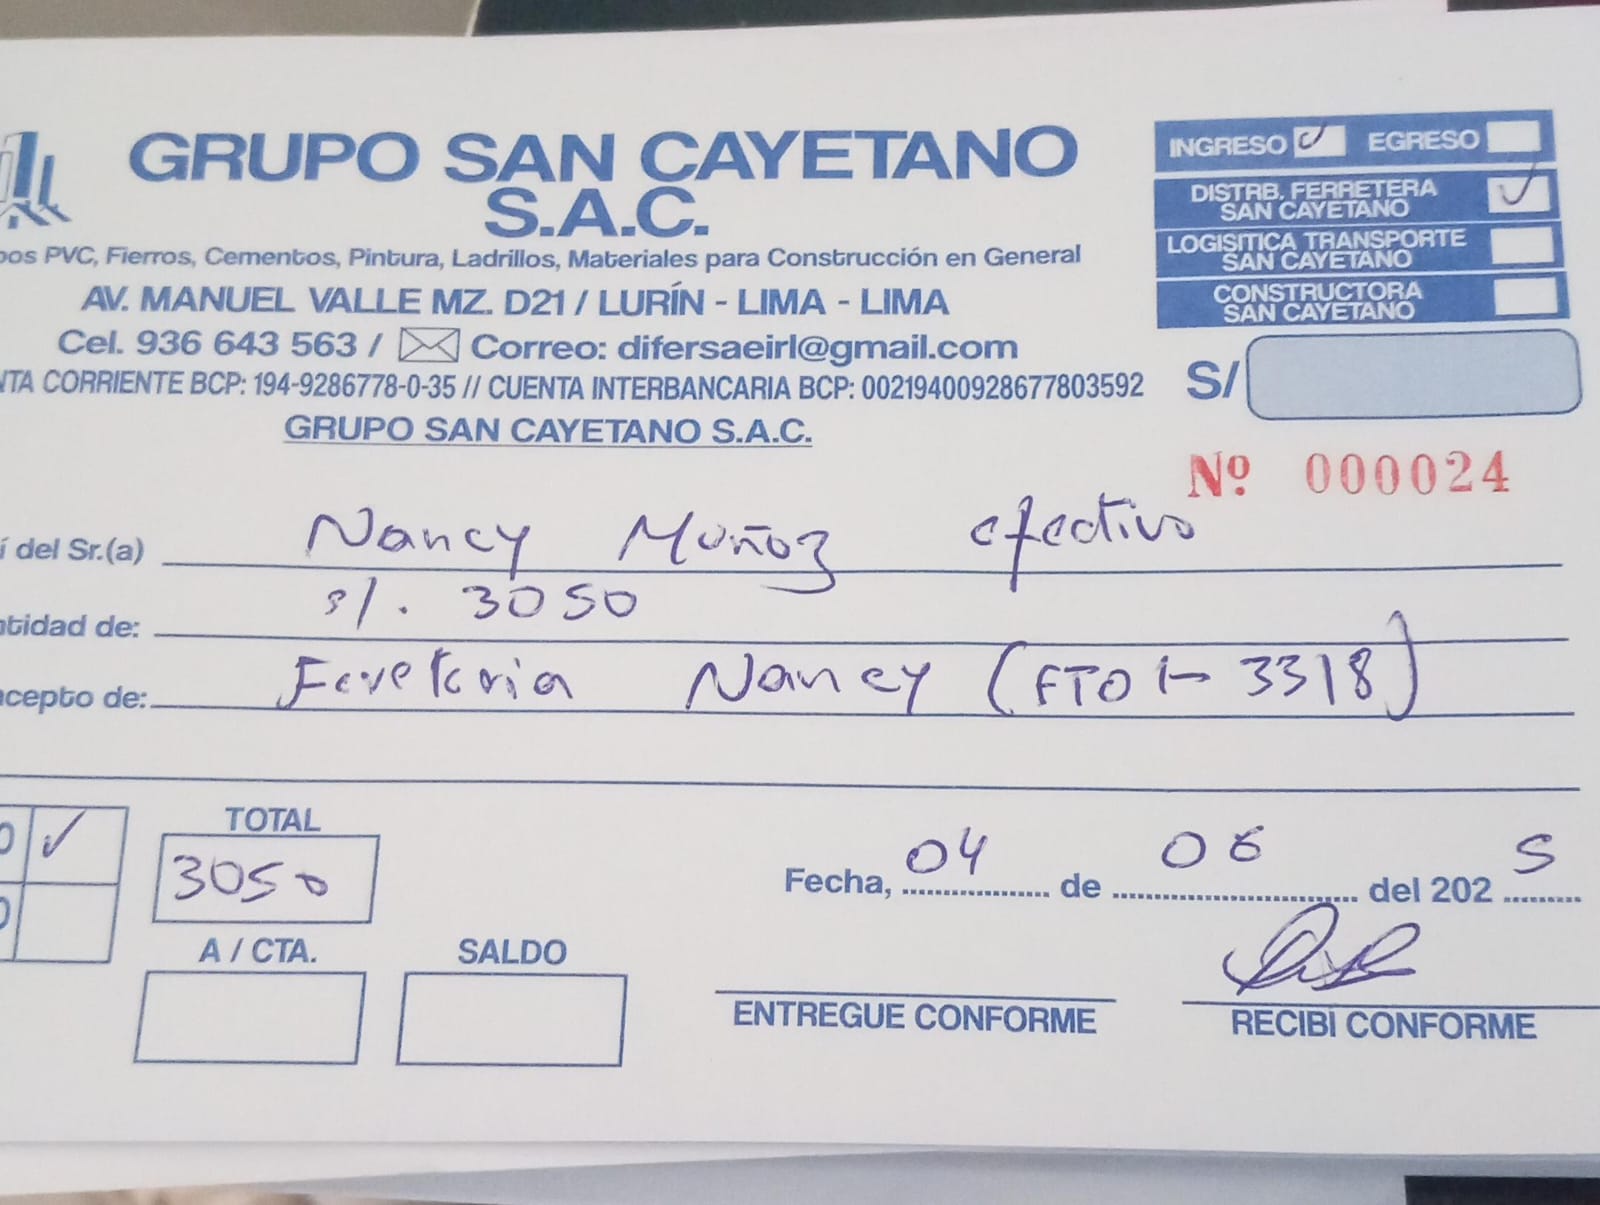 GRUPO SAN CAYETANO
S.A.C.
bos PVC, Fierros, Cementos, Pintura, Ladrillos, Materiales para Construcción en General
AV. MANUEL VALLE MZ. D21 / LURÍN - LIMA - LIMA
Cel. 936 643 563 / Correo: difersaeirl@gmail.com
NTA CORRIENTE BCP: 194-9286778-0-35 // CUENTA INTERBANCARIA BCP: 00219400928677803592
GRUPO SAN CAYETANO S.A.C.
INGRESO ✓ EGRESO
DISTRB. FERRETERA
SAN CAYETANO ✓
LOGISITICA TRANSPORTE
SAN CAYETANO
CONSTRUCTORA
SAN CAYETANO
S/
Nº 000024
í del Sr.(a) Nancy Muñoz efectivo
ntidad de: s/. 3050
ncepto de: Ferreteria Nancy (FT01-3318)
O ✓
O
TOTAL
3050
A / CTA.
SALDO
Fecha, 04 de 06 del 2025
ENTREGUE CONFORME
RECIBI CONFORME